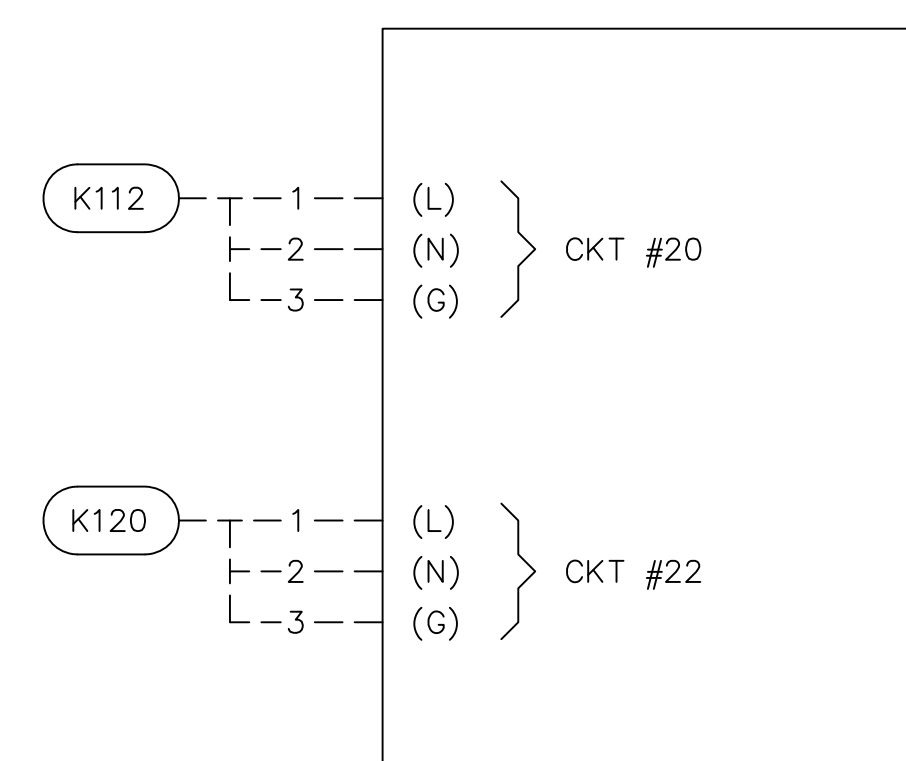 K112 1 (L)
2 (N) CKT #20
3 (G)
K120 1 (L)
2 (N) CKT #22
3 (G)